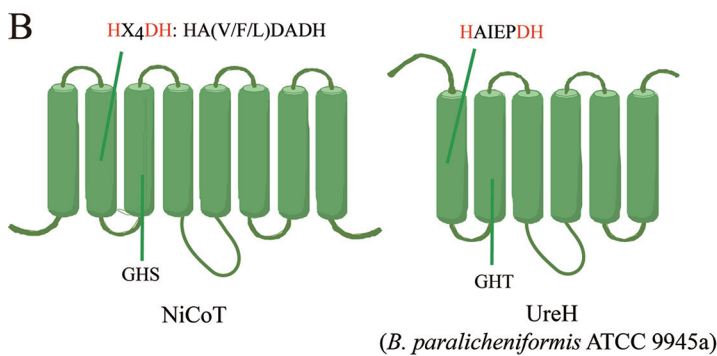 B
HX4DH: HA(V/F/L)DADH
HAIEPDH
GHS
GHT
NiCoT
UreH
(B. paralicheniformis ATCC 9945a)